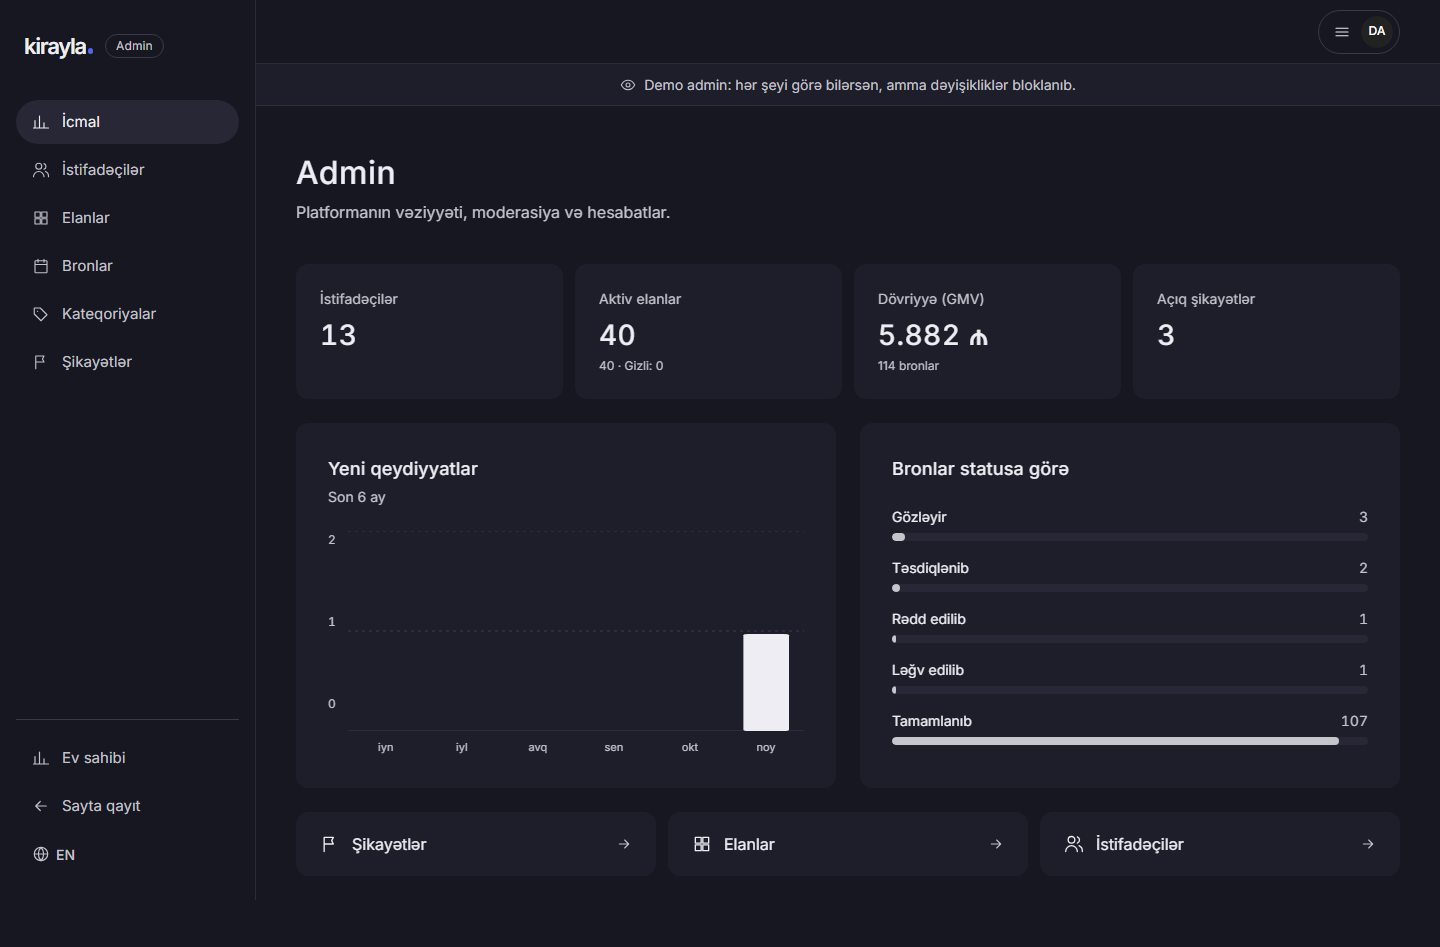 kirayla. Admin
DA
Demo admin: hər şeyi görə bilərsən, amma dəyişikliklər bloklanıb.
İcmal
İstifadəçilər
Elanlar
Bronlar
Kateqoriyalar
Şikayətlər
Ev sahibi
Sayta qayıt
EN
Admin
Platformanın vəziyyəti, moderasiya və hesabatlar.
İstifadəçilər
13
Aktiv elanlar
40
40 · Gizli: 0
Dövriyyə (GMV)
5.882 ₼
114 bronlar
Açıq şikayətlər
3
Yeni qeydiyyatlar
Son 6 ay
2
1
0
iyn iyl avq sen okt noy
Bronlar statusa görə
Gözləyir 3
Təsdiqlənib 2
Rədd edilib 1
Ləğv edilib 1
Tamamlanıb 107
Şikayətlər
Elanlar
İstifadəçilər